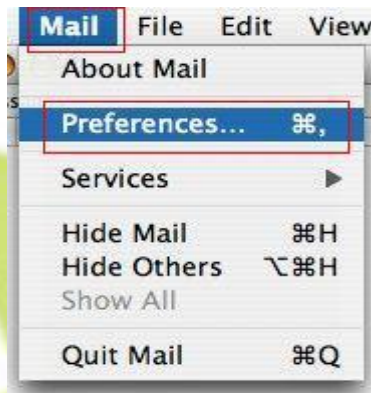 Mail File Edit View
About Mail
Preferences... ⌘,
Services ▶
Hide Mail ⌘H
Hide Others ⌥⌘H
Show All
Quit Mail ⌘Q